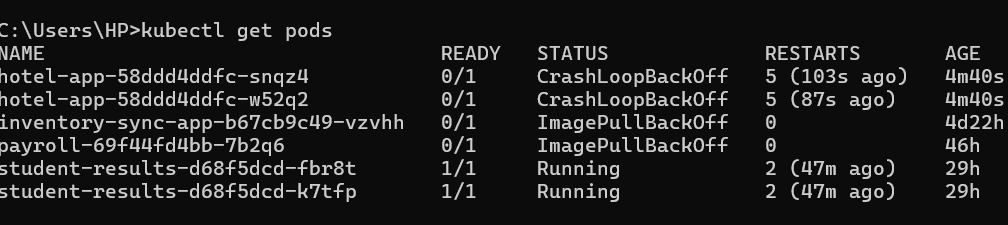 C:\Users\HP>kubectl get pods
NAME READY STATUS RESTARTS AGE
hotel-app-58ddd4ddfc-snqz4 0/1 CrashLoopBackOff 5 (103s ago) 4m40s
hotel-app-58ddd4ddfc-w52q2 0/1 CrashLoopBackOff 5 (87s ago) 4m40s
inventory-sync-app-b67cb9c49-vzvhh 0/1 ImagePullBackOff 0 4d22h
payroll-69f44fd4bb-7b2q6 0/1 ImagePullBackOff 0 46h
student-results-d68f5dcd-fbr8t 1/1 Running 2 (47m ago) 29h
student-results-d68f5dcd-k7tfp 1/1 Running 2 (47m ago) 29h